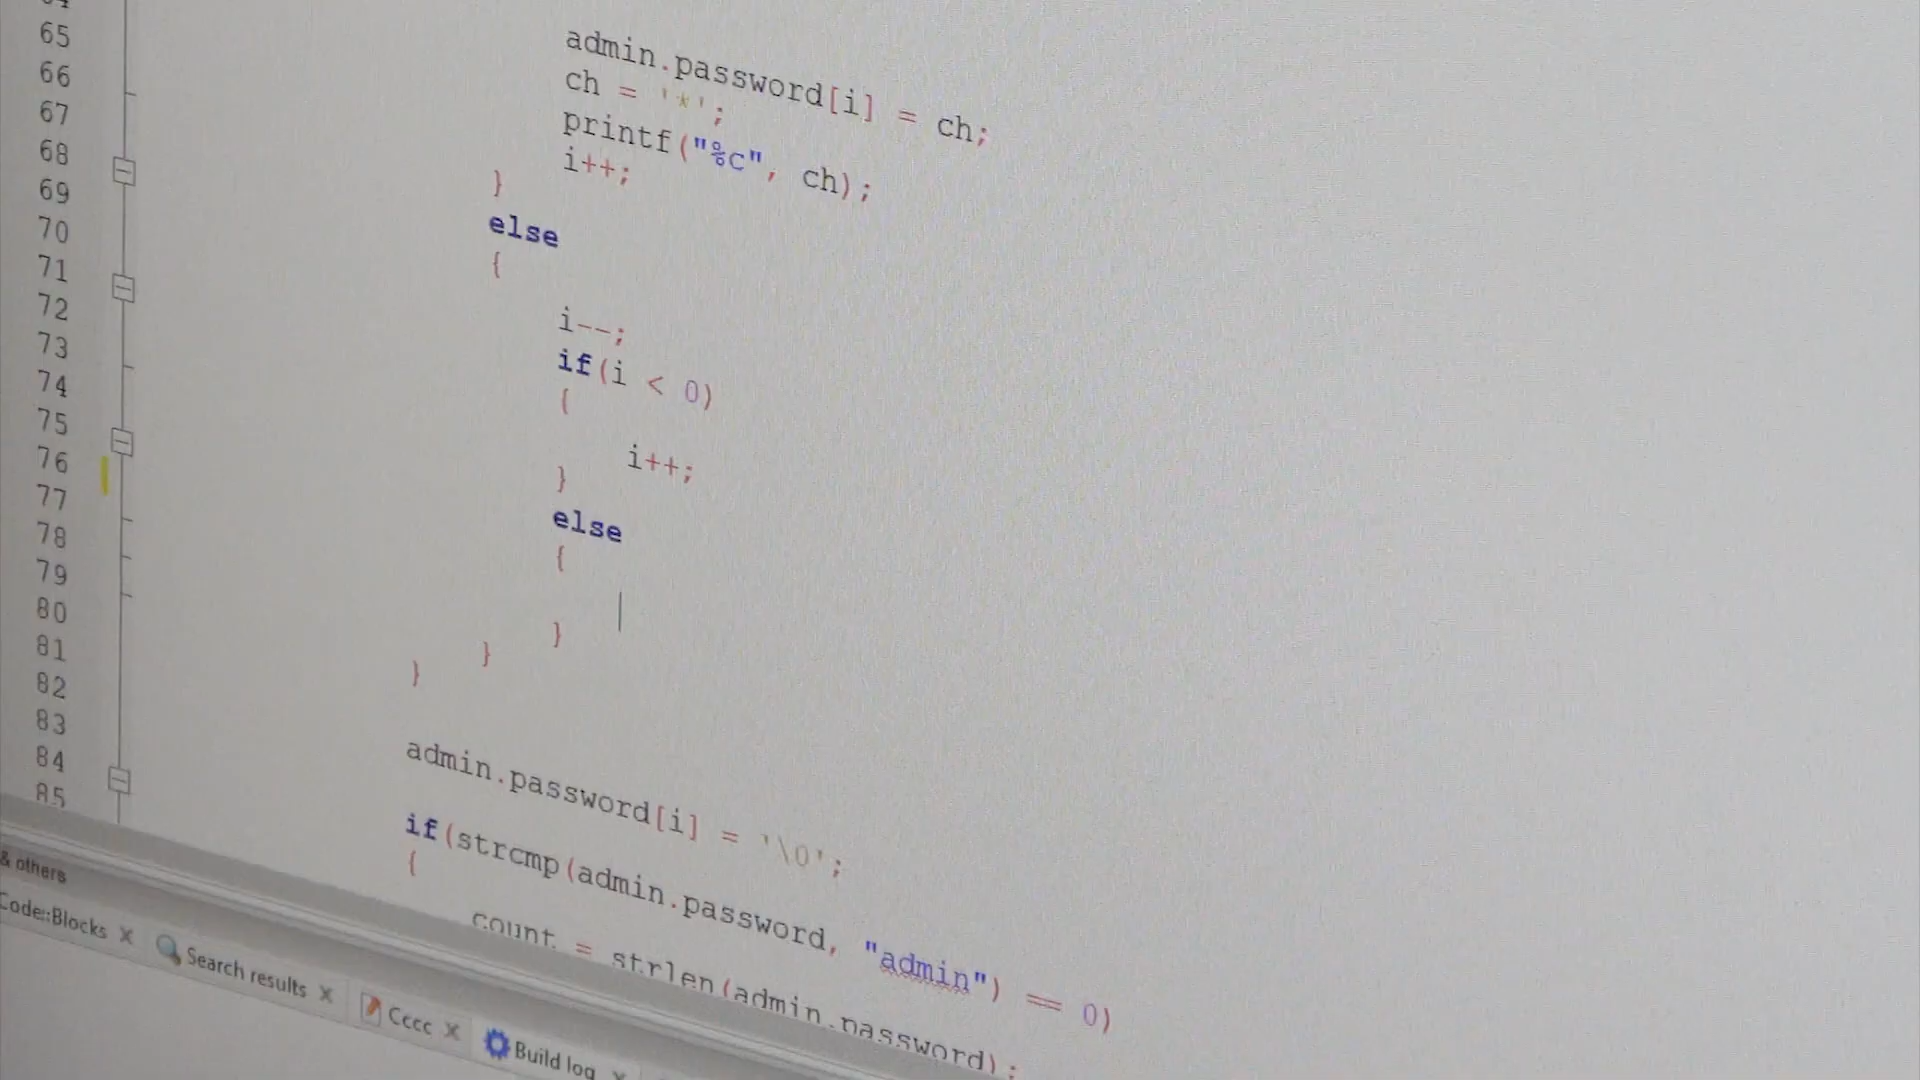 65
66
67
68
69
70
71
72
73
74
75
76
77
78
79
80
81
82
83
84
85
admin.password[i] = ch;
ch = '*';
printf("%c", ch);
i++;
}
else
{
i--;
if(i < 0)
{
i++;
}
else
{
}
}
}
admin.password[i] = '\0';
if(strcmp(admin.password, "admin") == 0)
{
count = strlen(admin.password);
& others
Code::Blocks X
Search results X
Cccc X
Build log X